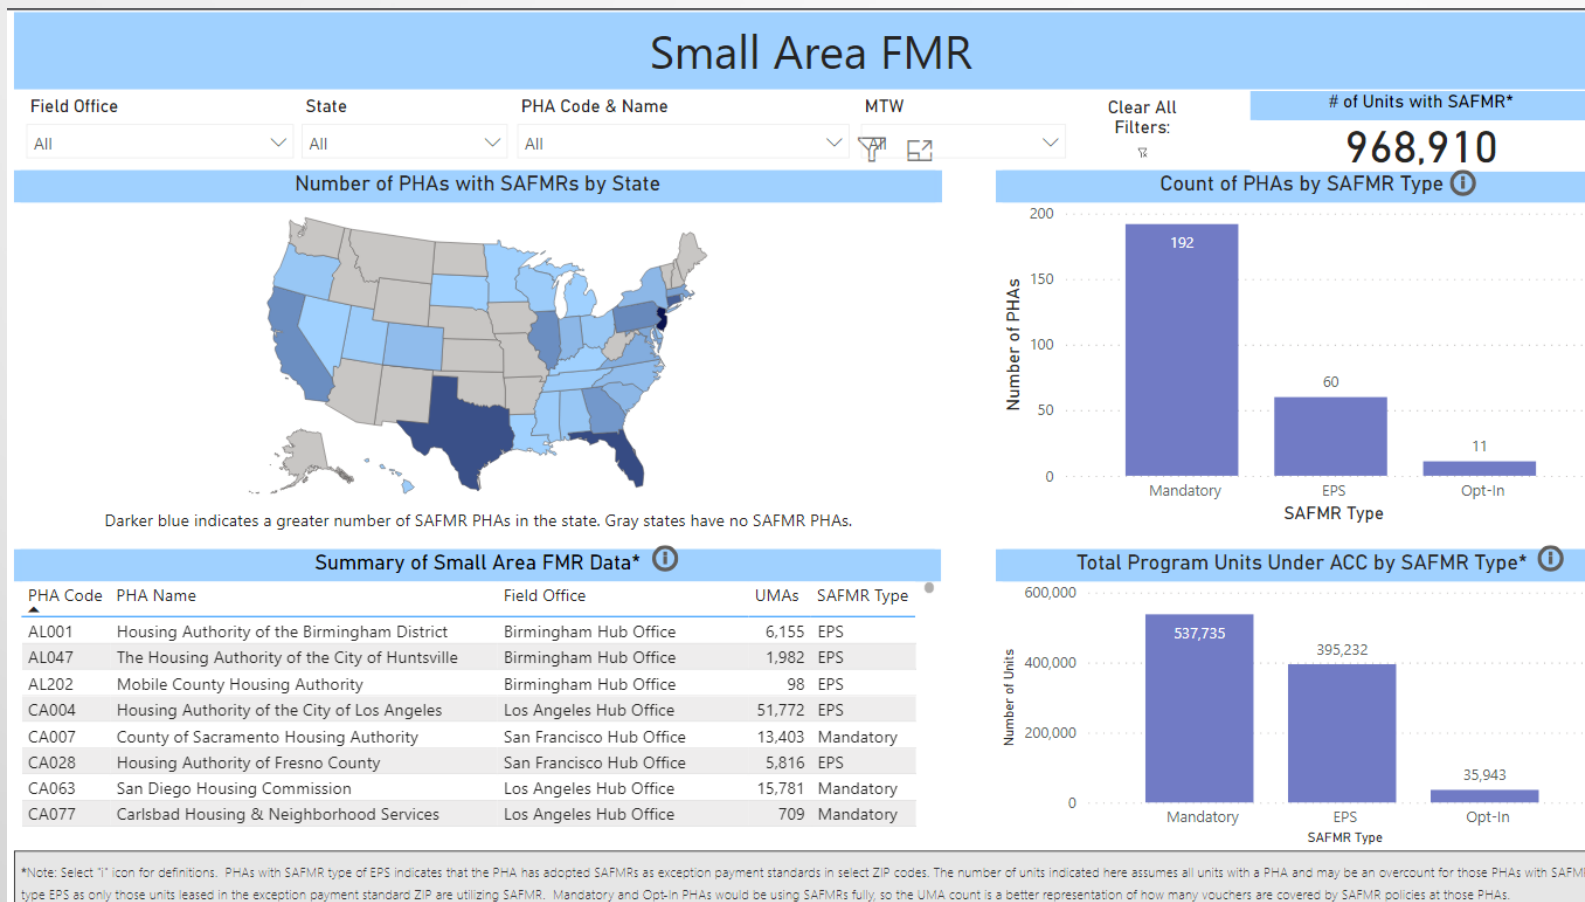 Small Area FMR
Field Office State PHA Code & Name MTW Clear All Filters: # of Units with SAFMR*
All All All All 968,910
Number of PHAs with SAFMRs by State
Darker blue indicates a greater number of SAFMR PHAs in the state. Gray states have no SAFMR PHAs.
Count of PHAs by SAFMR Type
Number of PHAs
200
150
100
50
0
192
60
11
Mandatory EPS Opt-In
SAFMR Type
Summary of Small Area FMR Data*
PHA Code PHA Name Field Office UMAs SAFMR Type
AL001 Housing Authority of the Birmingham District Birmingham Hub Office 6,155 EPS
AL047 The Housing Authority of the City of Huntsville Birmingham Hub Office 1,982 EPS
AL202 Mobile County Housing Authority Birmingham Hub Office 98 EPS
CA004 Housing Authority of the City of Los Angeles Los Angeles Hub Office 51,772 EPS
CA007 County of Sacramento Housing Authority San Francisco Hub Office 13,403 Mandatory
CA028 Housing Authority of Fresno County San Francisco Hub Office 5,816 EPS
CA063 San Diego Housing Commission Los Angeles Hub Office 15,781 Mandatory
CA077 Carlsbad Housing & Neighborhood Services Los Angeles Hub Office 709 Mandatory
Total Program Units Under ACC by SAFMR Type*
Number of Units
600,000
400,000
200,000
0
537,735
395,232
35,943
Mandatory EPS Opt-In
SAFMR Type
*Note: Select "i" icon for definitions. PHAs with SAFMR type of EPS indicates that the PHA has adopted SAFMRs as exception payment standards in select ZIP codes. The number of units indicated here assumes all units with a PHA and may be an overcount for those PHAs with SAFM
type EPS as only those units leased in the exception payment standard ZIP are utilizing SAFMR. Mandatory and Opt-In PHAs would be using SAFMRs fully, so the UMA count is a better representation of how many vouchers are covered by SAFMR policies at those PHAs.